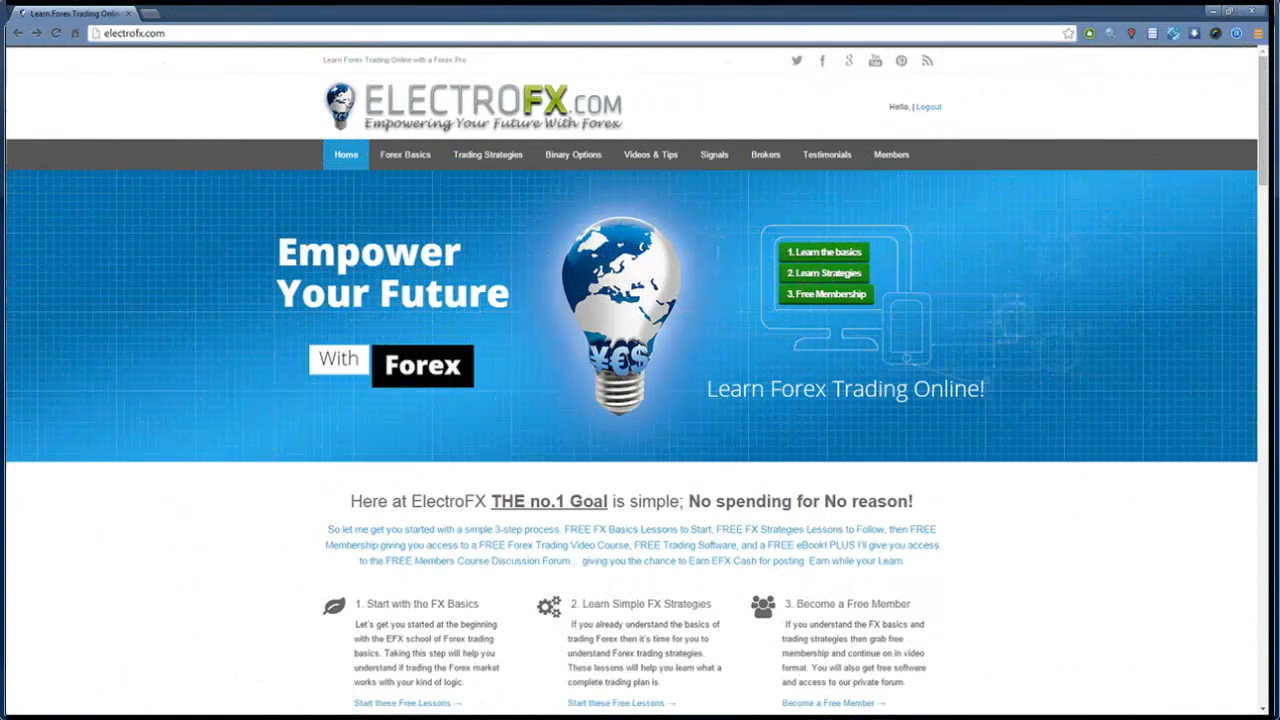 Learn Forex Trading Onlin
electrofx.com
Learn Forex Trading Online with a Forex Pro
ELECTROFX.COM
Empowering Your Future With Forex
Hello, | Logout
Home Forex Basics Trading Strategies Binary Options Videos & Tips Signals Brokers Testimonials Members
Empower
Your Future
With Forex
¥€$
1. Learn the basics
2. Learn Strategies
3. Free Membership
Learn Forex Trading Online!
Here at ElectroFX THE no.1 Goal is simple; No spending for No reason!
So let me get you started with a simple 3-step process. FREE FX Basics Lessons to Start, FREE FX Strategies Lessons to Follow, then FREE
Membership giving you access to a FREE Forex Trading Video Course, FREE Trading Software, and a FREE eBook! PLUS I'll give you access
to the FREE Members Course Discussion Forum... giving you the chance to Earn EFX Cash for posting. Earn while your Learn.
1. Start with the FX Basics
Let's get you started at the beginning
with the EFX school of Forex trading
basics. Taking this step will help you
understand if trading the Forex market
works with your kind of logic.
Start these Free Lessons →
2. Learn Simple FX Strategies
If you already understand the basics of
trading Forex then it's time for you to
understand Forex trading strategies.
These lessons will help you learn what a
complete trading plan is.
Start these Free Lessons →
3. Become a Free Member
If you understand the FX basics and
trading strategies then grab free
membership and continue on in video
format. You will also get free software
and access to our private forum.
Become a Free Member →